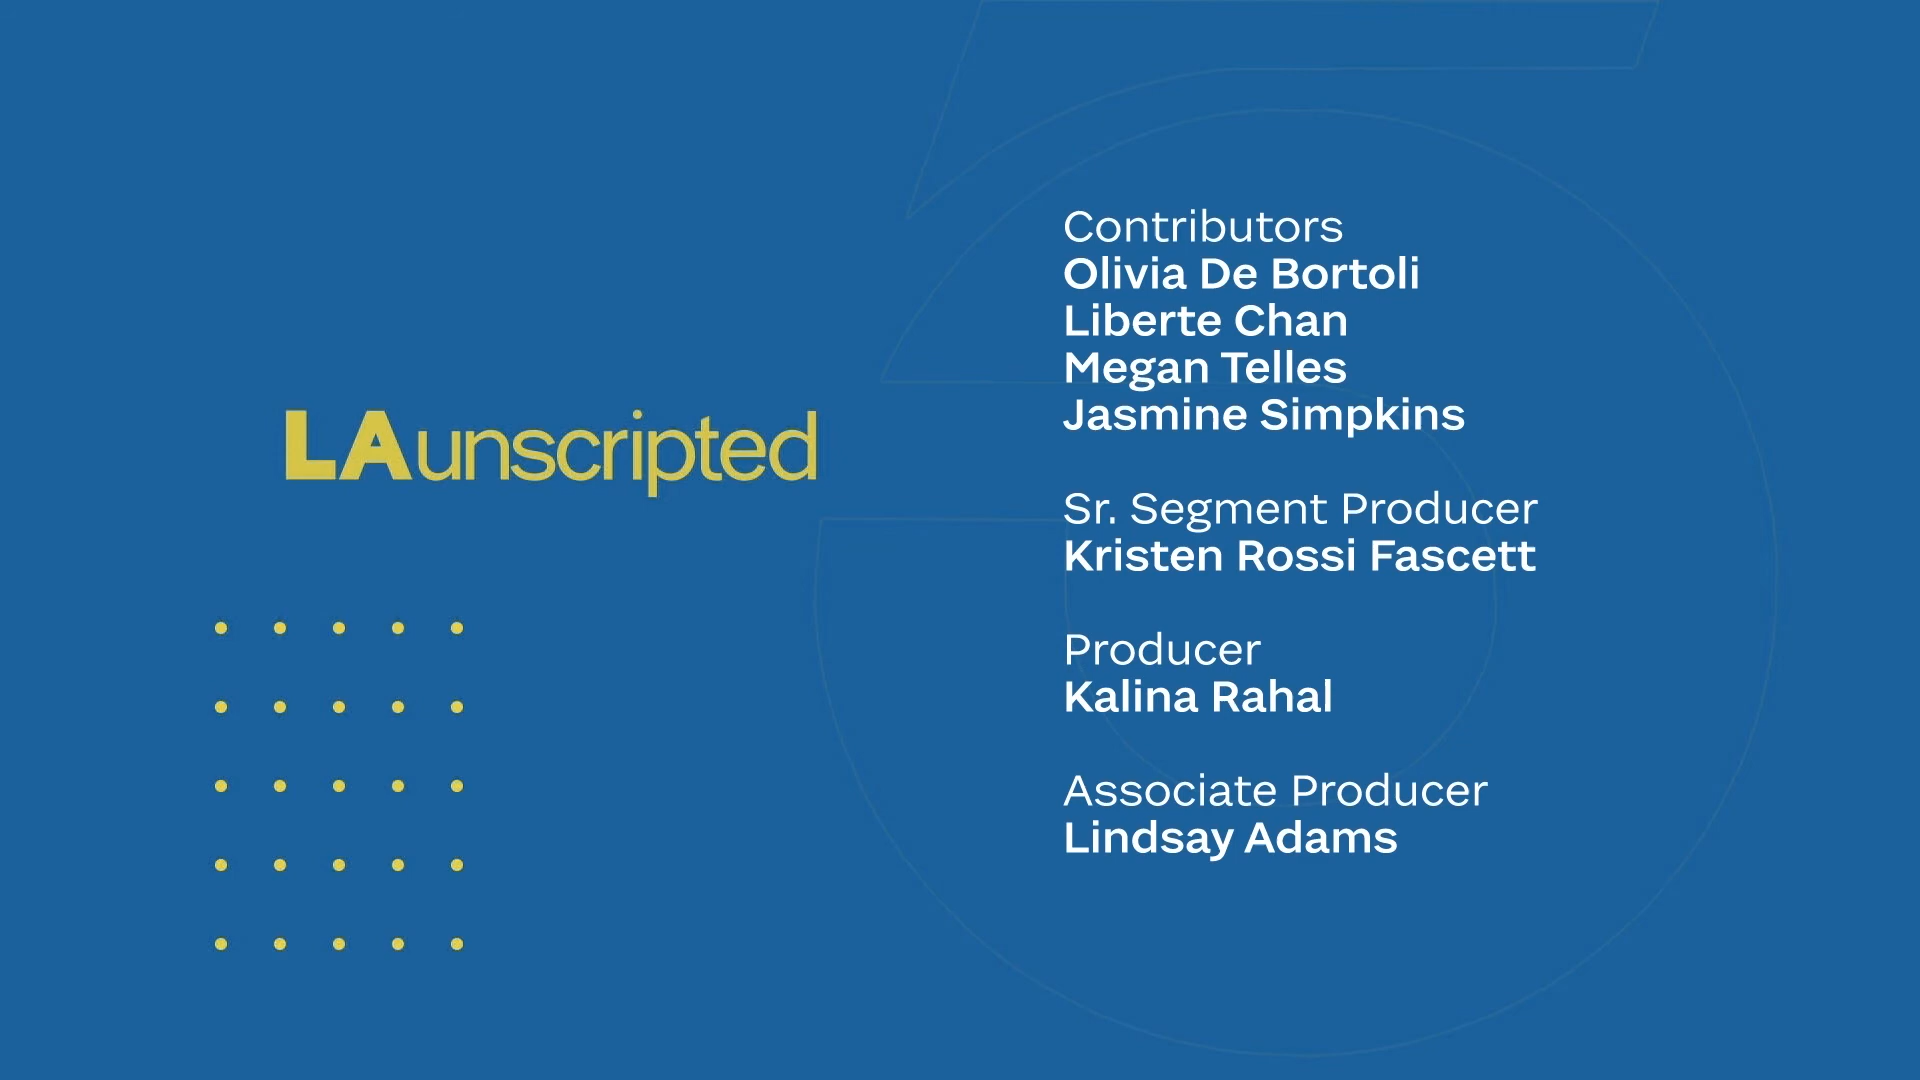 LAunscripted
Contributors
Olivia De Bortoli
Liberte Chan
Megan Telles
Jasmine Simpkins
Sr. Segment Producer
Kristen Rossi Fascett
Producer
Kalina Rahal
Associate Producer
Lindsay Adams